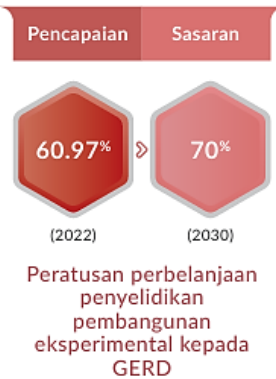 Pencapaian Sasaran
60.97% 70%
(2022) (2030)
Peratusan perbelanjaan
penyelidikan
pembangunan
eksperimental kepada
GERD